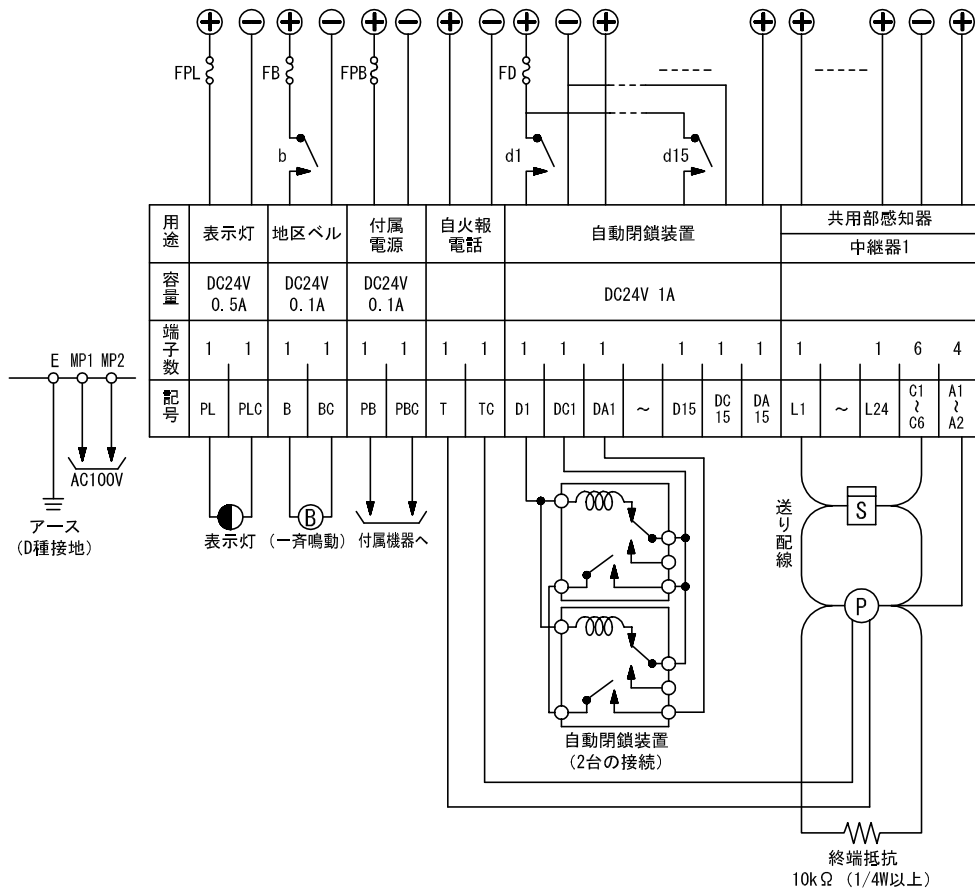 FPL
FB
FPB
FD
b
d1
d15
用途
表示灯
地区ベル
付属
電源
自火報
電話
自動閉鎖装置
共用部感知器
中継器1
容量
DC24V
0.5A
DC24V
0.1A
DC24V
0.1A
DC24V 1A
端子数
1 1 1 1 1 1 1 1 1 1 1 1 1 1 1 1 6 4
記号
PL PLC B BC PB PBC T TC D1 DC1 DA1 ～ D15 DC15 DA15 L1 ～ L24 C1～C6 A1～A2
E MP1 MP2
AC100V
アース
(D種接地)
表示灯
B
(一斉鳴動)
付属機器へ
自動閉鎖装置
(2台の接続)
送り配線
S
P
終端抵抗
10kΩ (1/4W以上)